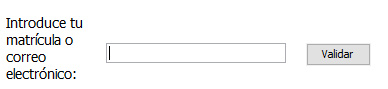 Introduce tu
matrícula o
correo
electrónico:
Validar